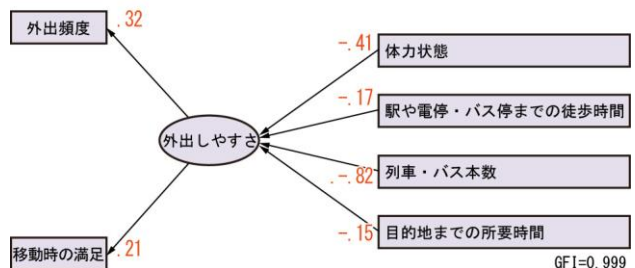 外出頻度
.32
-.41
体力状態
-.17
駅や電停・バス停までの徒歩時間
外出しやすさ
.-.82
列車・バス本数
-.15
目的地までの所要時間
移動時の満足
.21
GFI=0.999